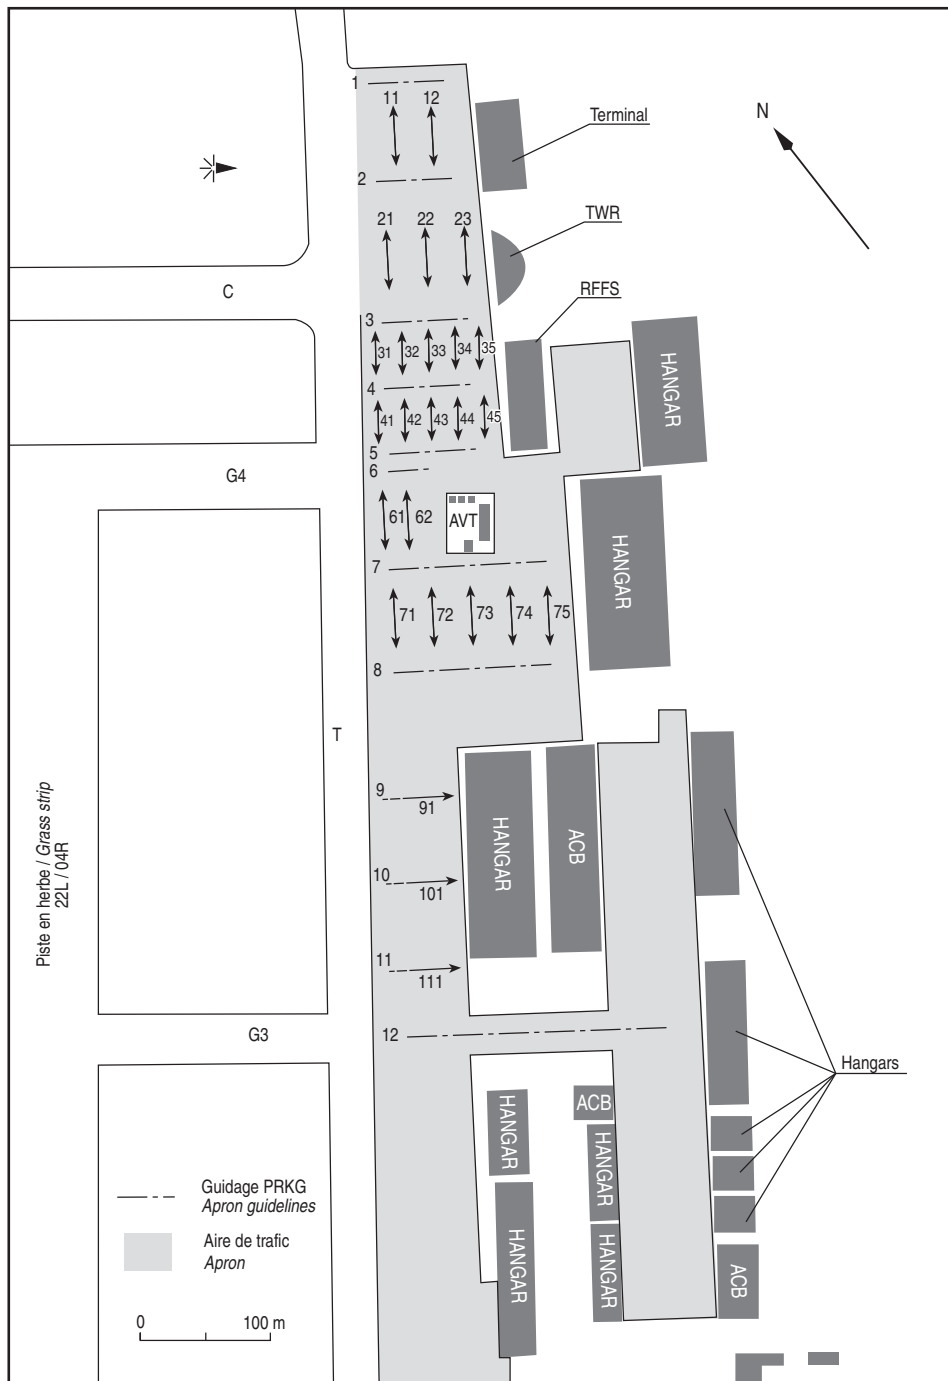 1
11 12
Terminal
N
2
21 22 23
TWR
C
RFFS
3
31 32 33 34 35
HANGAR
4
41 42 43 44 45
5
G4
6
61 62
AVT
HANGAR
7
71 72 73 74 75
8
T
9
91
HANGAR
ACB
10
101
Piste en herbe / Grass strip
22L / 04R
11
111
G3
12
Hangars
HANGAR
ACB
HANGAR
Guidage PRKG
Apron guidelines
HANGAR
HANGAR
ACB
Aire de trafic
Apron
0 100 m